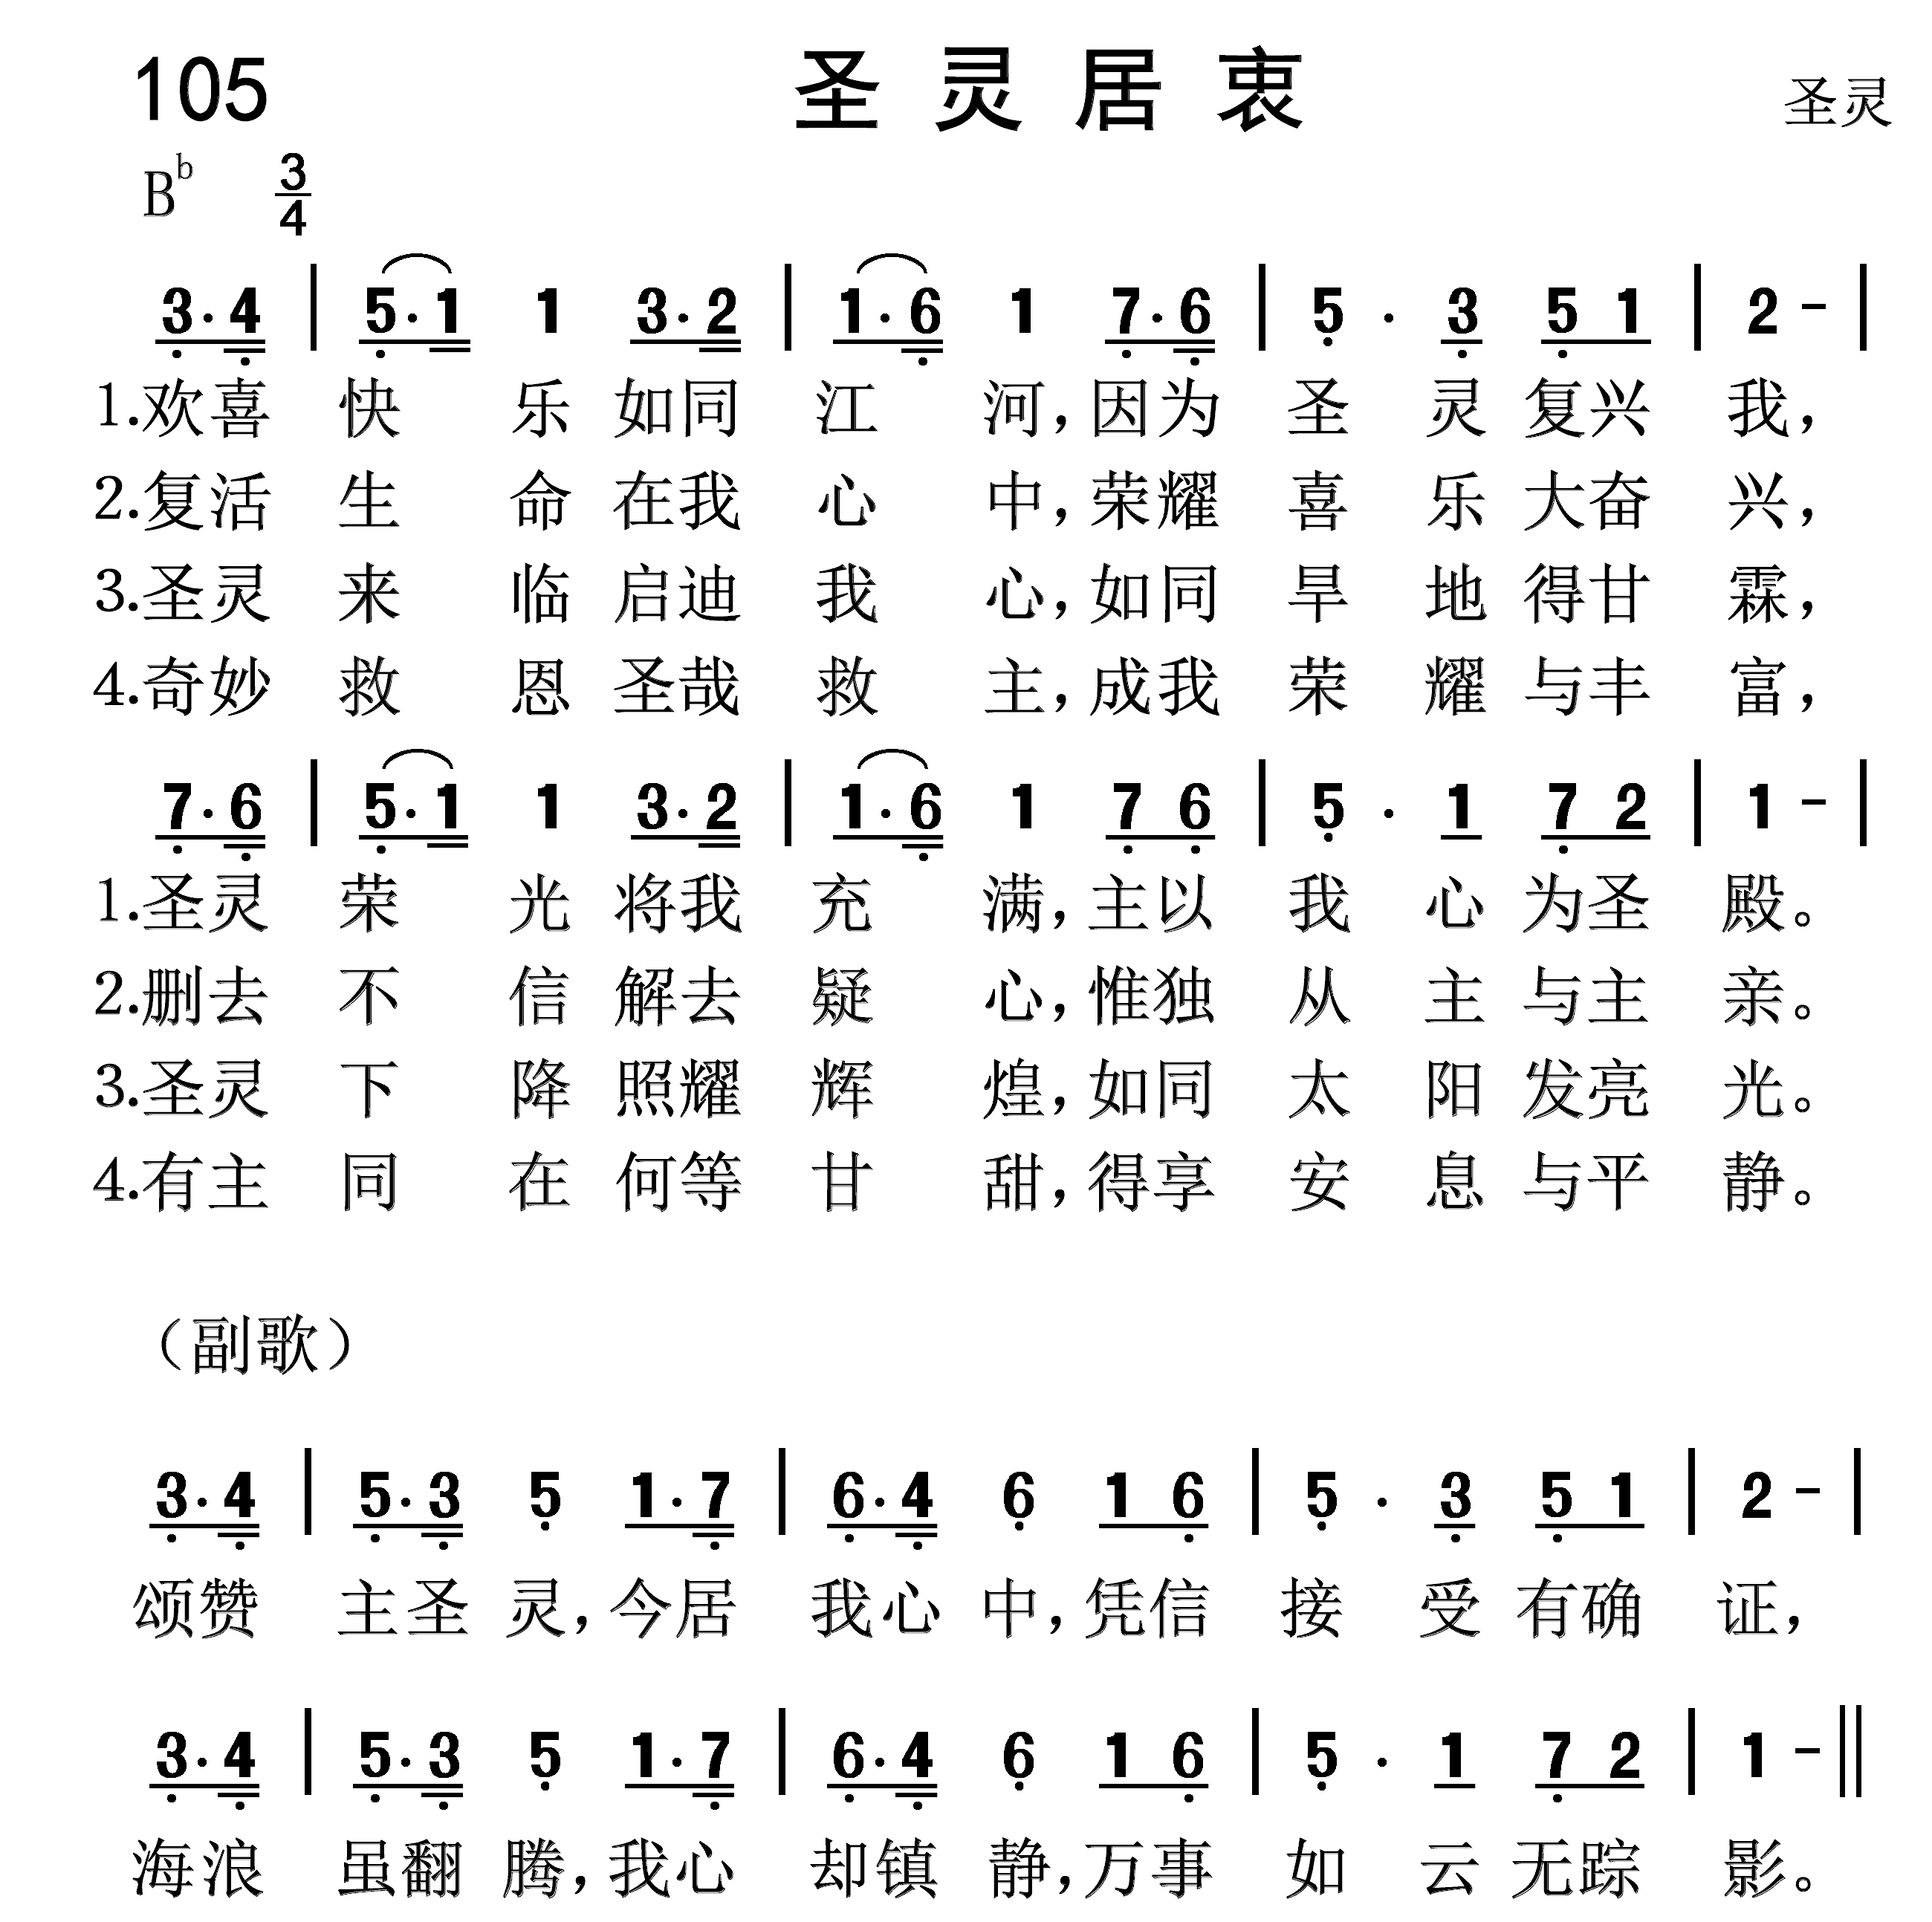 105 圣灵居衷 圣灵
B♭ 3/4
3·4 | 5·1 1 3·2 | 1·6 1 7·6 | 5 · 3 5 1 | 2 - |
1.欢喜 快 乐 如同 江 河，因为 圣 灵 复兴 我，
2.复活 生 命 在我 心 中，荣耀 喜 乐 大奋 兴，
3.圣灵 来 临 启迪 我 心，如同 旱 地 得甘 霖，
4.奇妙 救 恩 圣哉 救 主，成我 荣 耀 与丰 富，
7·6 | 5·1 1 3·2 | 1·6 1 7 6 | 5 · 1 7 2 | 1 - |
1.圣灵 荣 光 将我 充 满，主以 我 心 为圣 殿。
2.删去 不 信 解去 疑 心，惟独 从 主 与主 亲。
3.圣灵 下 降 照耀 辉 煌，如同 太 阳 发亮 光。
4.有主 同 在 何等 甘 甜，得享 安 息 与平 静。
（副歌）
3·4 | 5·3 5 1·7 | 6·4 6 1 6 | 5 · 3 5 1 | 2 - |
颂赞 主圣 灵，今居 我心 中，凭信 接 受 有确 证，
3·4 | 5·3 5 1·7 | 6·4 6 1 6 | 5 · 1 7 2 | 1 - ||
海浪 虽翻 腾，我心 却镇 静，万事 如 云 无踪 影。